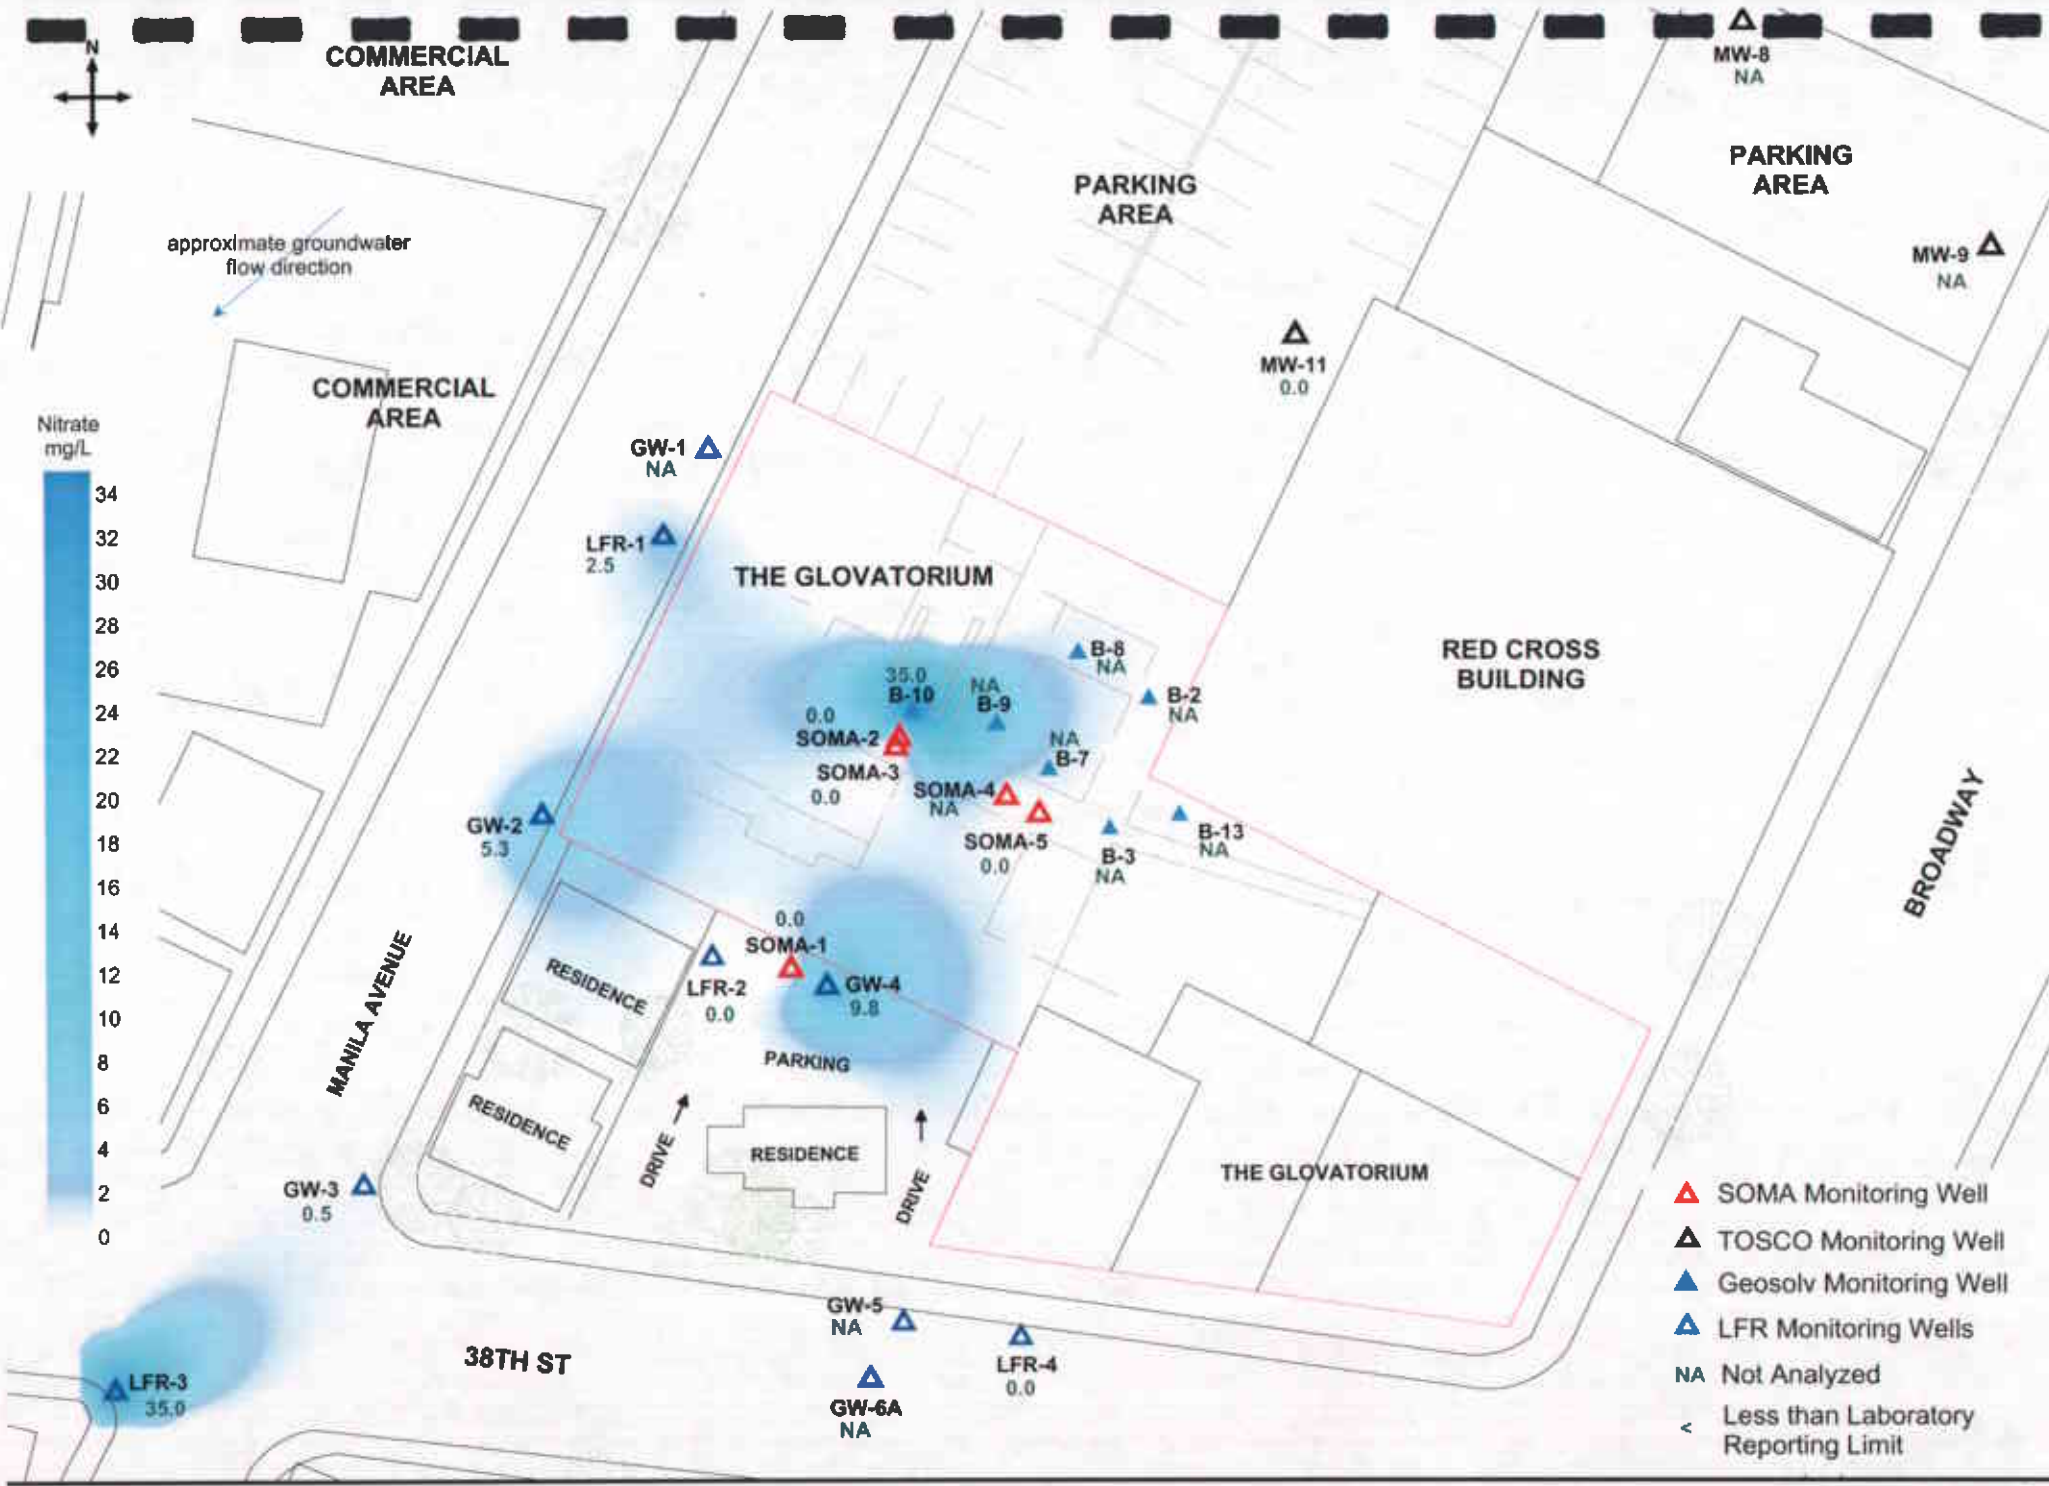 N
COMMERCIAL
AREA
MW-8
NA
PARKING
AREA
PARKING
AREA
approximate groundwater
flow direction
MW-9
NA
MW-11
0.0
COMMERCIAL
AREA
Nitrate
mg/L
34
32
30
28
26
24
22
20
18
16
14
12
10
8
6
4
2
0
GW-1
NA
LFR-1
2.5
THE GLOVATORIUM
RED CROSS
BUILDING
B-8
NA
35.0
B-10
NA
B-9
B-2
NA
0.0
SOMA-2
SOMA-3
0.0
NA
B-7
SOMA-4
NA
SOMA-5
0.0
B-3
NA
B-13
NA
GW-2
5.3
BROADWAY
0.0
SOMA-1
LFR-2
0.0
GW-4
9.8
RESIDENCE
MANILA AVENUE
PARKING
RESIDENCE
DRIVE
RESIDENCE
DRIVE
THE GLOVATORIUM
GW-3
0.5
GW-5
NA
LFR-4
0.0
38TH ST
LFR-3
35.0
GW-6A
NA
SOMA Monitoring Well
TOSCO Monitoring Well
Geosolv Monitoring Well
LFR Monitoring Wells
NA Not Analyzed
< Less than Laboratory
Reporting Limit